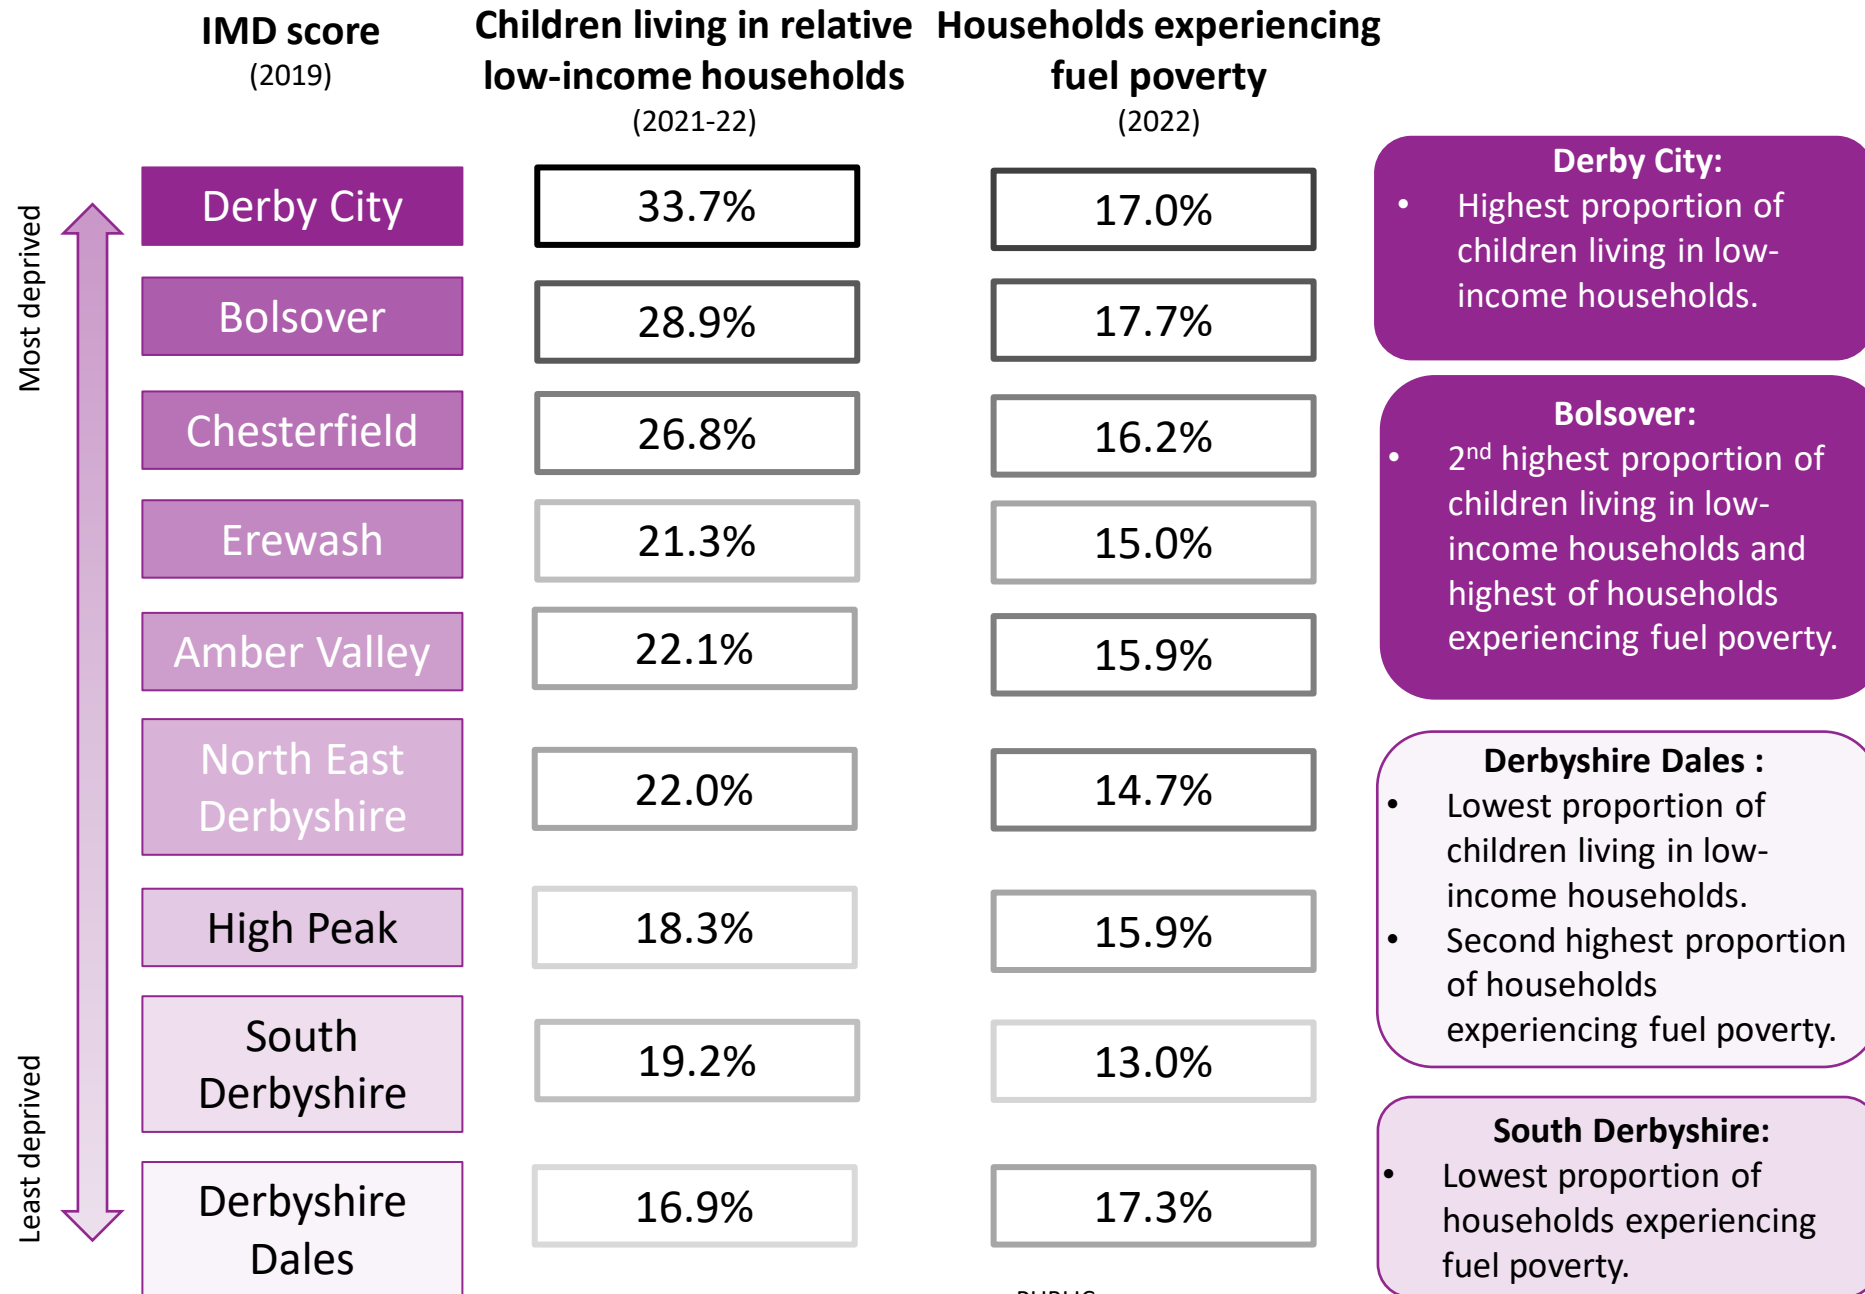 IMD score
(2019)
Children living in relative
low-income households
(2021-22)
Households experiencing
fuel poverty
(2022)
Most deprived
Least deprived
Derby City
33.7%
17.0%
Bolsover
28.9%
17.7%
Chesterfield
26.8%
16.2%
Erewash
21.3%
15.0%
Amber Valley
22.1%
15.9%
North East
Derbyshire
22.0%
14.7%
High Peak
18.3%
15.9%
South
Derbyshire
19.2%
13.0%
Derbyshire
Dales
16.9%
17.3%
Derby City:
• Highest proportion of
children living in low-
income households.
Bolsover:
• 2nd highest proportion of
children living in low-
income households and
highest of households
experiencing fuel poverty.
Derbyshire Dales :
• Lowest proportion of
children living in low-
income households.
• Second highest proportion
of households
experiencing fuel poverty.
South Derbyshire:
• Lowest proportion of
households experiencing
fuel poverty.